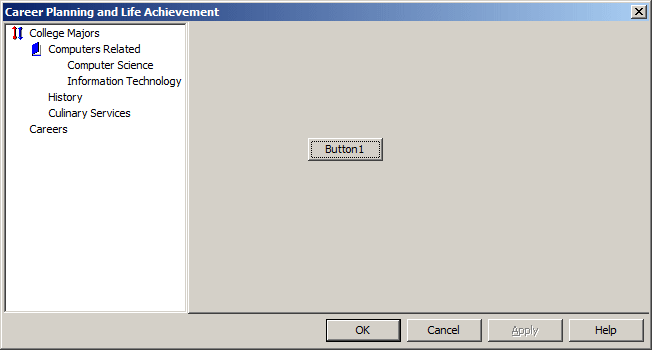 Career Planning and Life Achievement
College Majors
Computers Related
Computer Science
Information Technology
History
Culinary Services
Careers
Button1
OK Cancel Apply Help